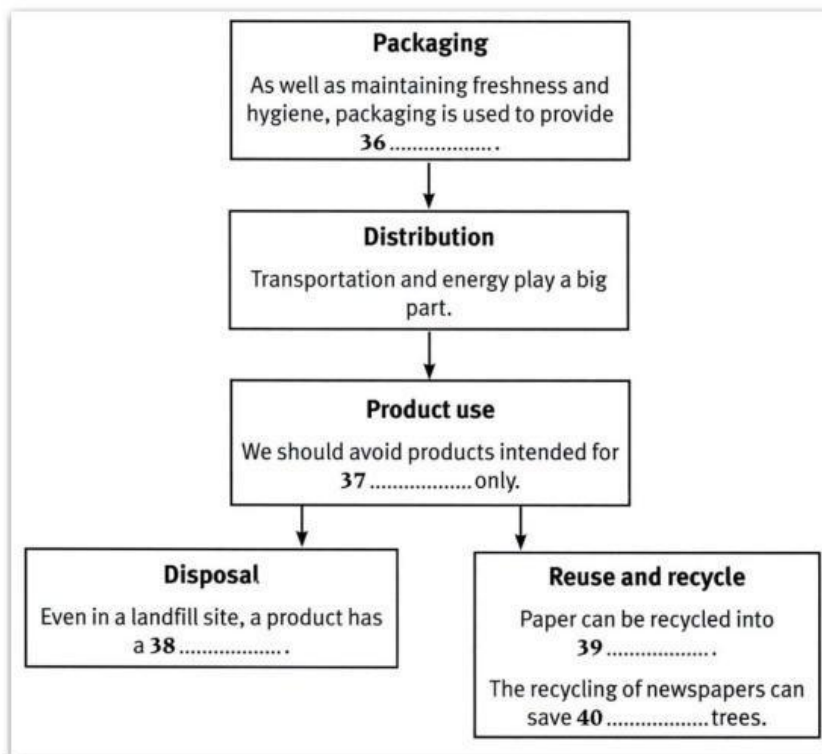 Packaging
As well as maintaining freshness and
hygiene, packaging is used to provide
36 .................. .
Distribution
Transportation and energy play a big
part.
Product use
We should avoid products intended for
37 .................. only.
Disposal
Even in a landfill site, a product has
a 38 .................. .
Reuse and recycle
Paper can be recycled into
39 .................. .
The recycling of newspapers can
save 40 .................. trees.